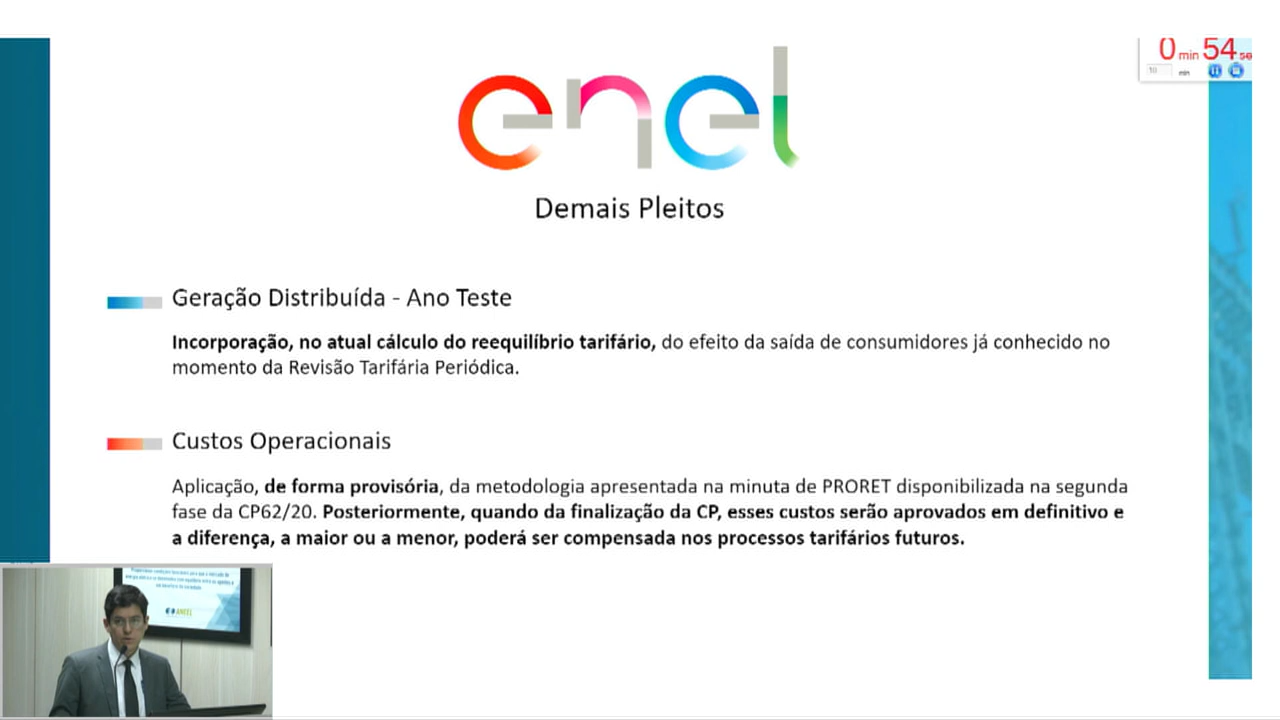 0 min 54
10 min
enel
Demais Pleitos
Geração Distribuída - Ano Teste
Incorporação, no atual cálculo do reequilíbrio tarifário, do efeito da saída de consumidores já conhecido no
momento da Revisão Tarifária Periódica.
Custos Operacionais
Aplicação, de forma provisória, da metodologia apresentada na minuta de PRORET disponibilizada na segunda
fase da CP62/20. Posteriormente, quando da finalização da CP, esses custos serão aprovados em definitivo e
a diferença, a maior ou a menor, poderá ser compensada nos processos tarifários futuros.
ANEEL